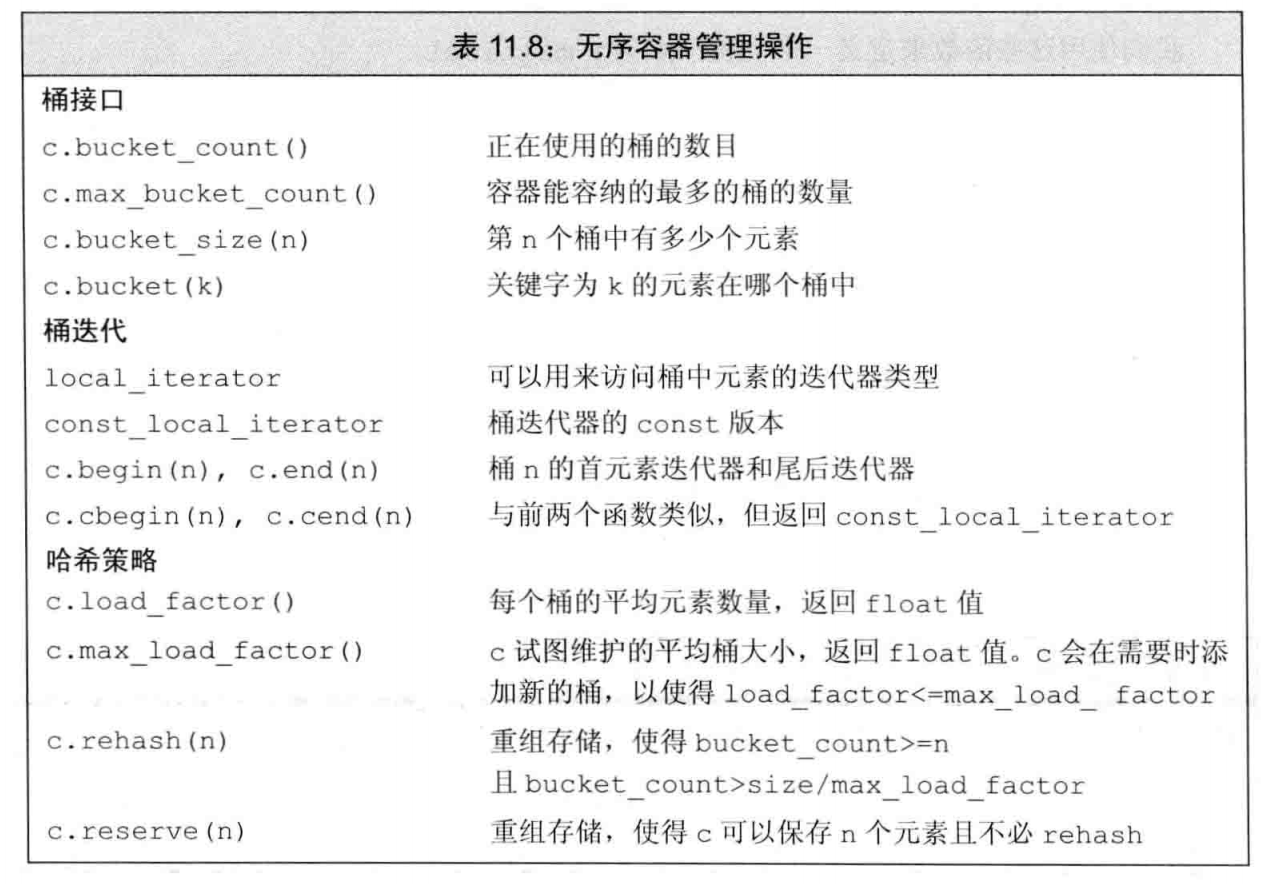 表 11.8：无序容器管理操作
桶接口
c.bucket_count() 正在使用的桶的数目
c.max_bucket_count() 容器能容纳的最多的桶的数量
c.bucket_size(n) 第 n 个桶中有多少个元素
c.bucket(k) 关键字为 k 的元素在哪个桶中
桶迭代
local_iterator 可以用来访问桶中元素的迭代器类型
const_local_iterator 桶迭代器的 const 版本
c.begin(n), c.end(n) 桶 n 的首元素迭代器和尾后迭代器
c.cbegin(n), c.cend(n) 与前两个函数类似，但返回 const_local_iterator
哈希策略
c.load_factor() 每个桶的平均元素数量，返回 float 值
c.max_load_factor() c 试图维护的平均桶大小，返回 float 值。c 会在需要时添
加新的桶，以使得 load_factor<=max_load_ factor
c.rehash(n) 重组存储，使得 bucket_count>=n
且 bucket_count>size/max_load_factor
c.reserve(n) 重组存储，使得 c 可以保存 n 个元素且不必 rehash